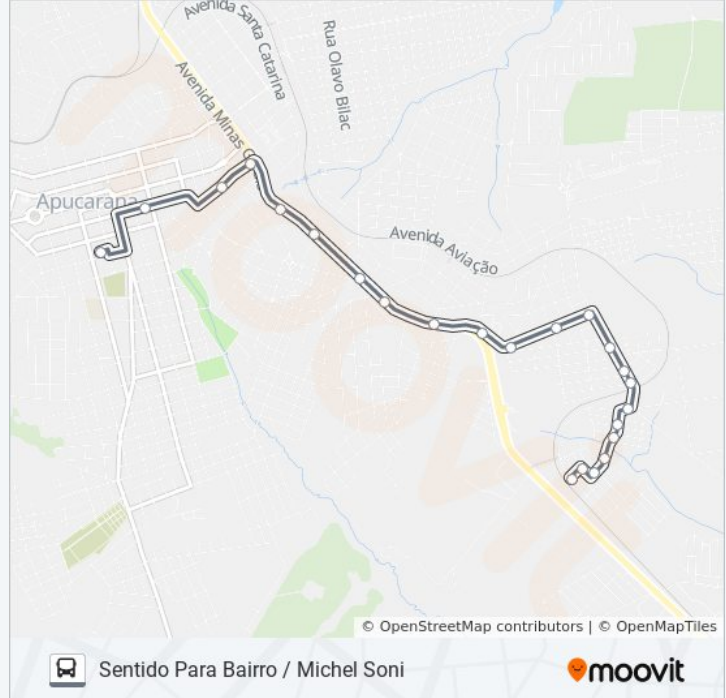 Avenida Santa Catarina
Rua Olavo Bilac
Avenida Minas G
Apucarana
Avenida Aviação
moovit
© OpenStreetMap contributors | © OpenMapTiles
Sentido Para Bairro / Michel Soni
moovit